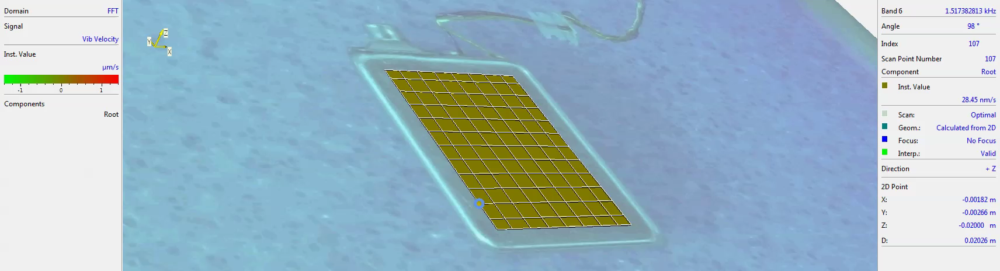 Domain FFT
Signal
Vib Velocity
Inst. Value
µm/s
-1 0 1
Components
Root
Z
Y
X
Band 6 1.517382813 kHz
Angle 98 °
Index 107
Scan Point Number 107
Component Root
Inst. Value
28.45 nm/s
Scan: Optimal
Geom.: Calculated from 2D
Focus: No Focus
Interp.: Valid
Direction + Z
2D Point
X: -0.00182 m
Y: -0.00266 m
Z: -0.02000 m
D: 0.02026 m